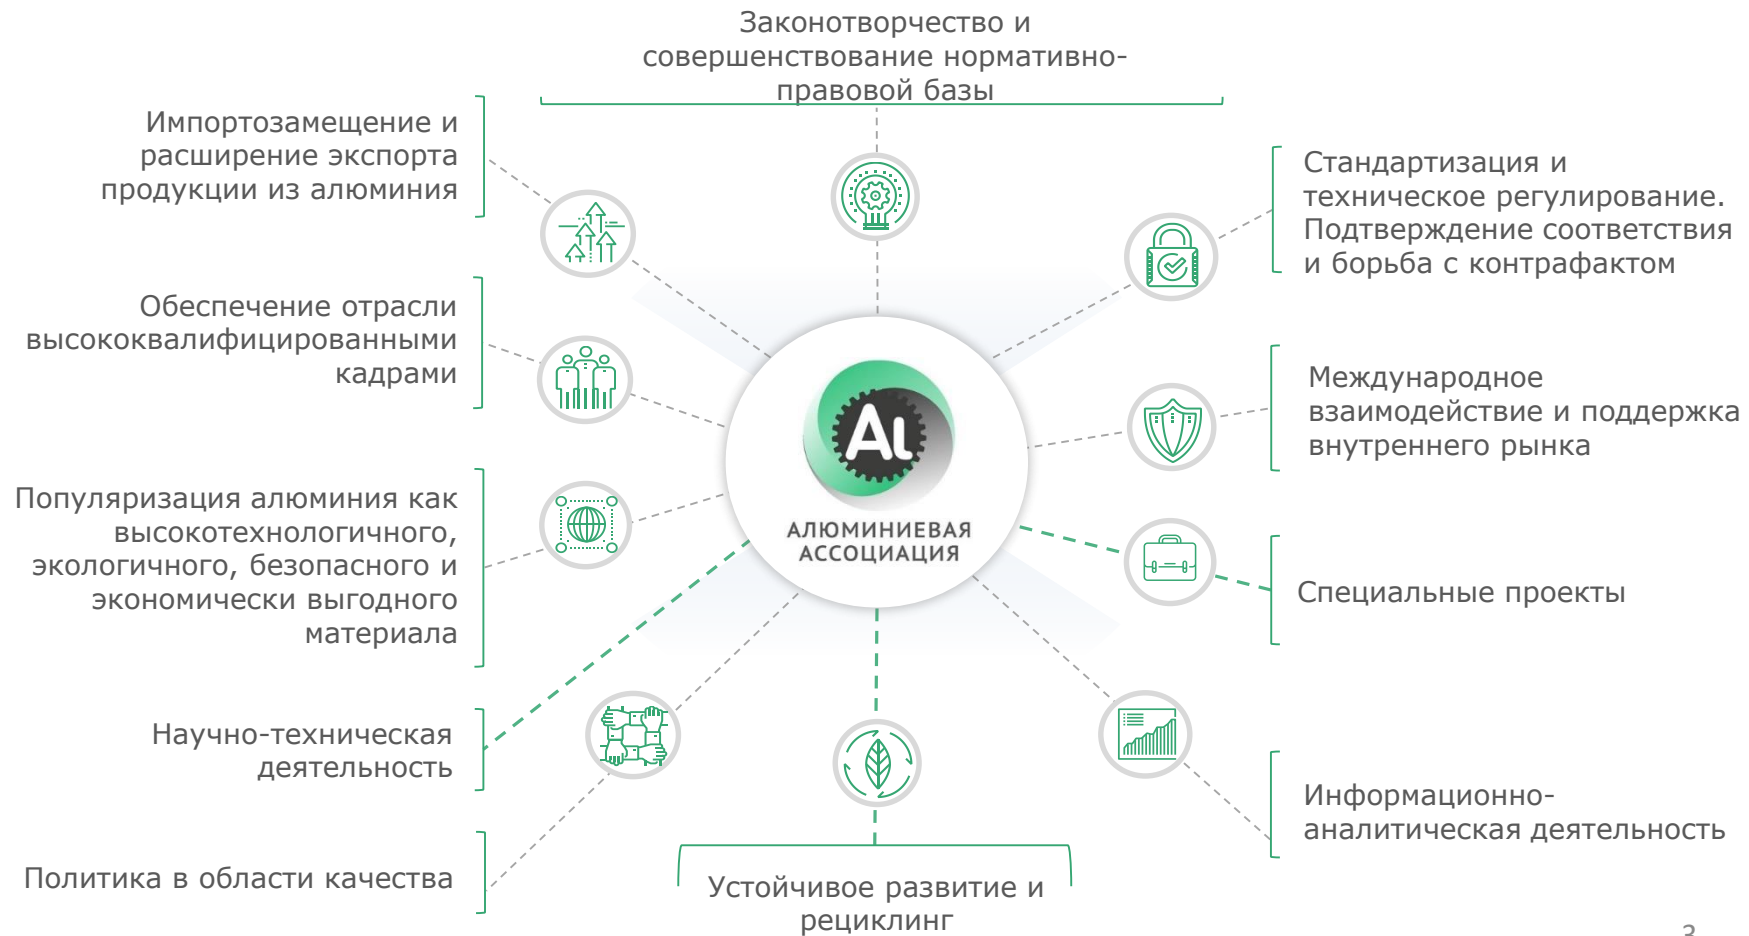 Законотворчество и
совершенствование нормативно-
правовой базы
Импортозамещение и
расширение экспорта
продукции из алюминия
Стандартизация и
техническое регулирование.
Подтверждение соответствия
и борьба с контрафактом
Обеспечение отрасли
высококвалифицированными
кадрами
Международное
взаимодействие и поддержка
внутреннего рынка
AL
АЛЮМИНИЕВАЯ
АССОЦИАЦИЯ
Популяризация алюминия как
высокотехнологичного,
экологичного, безопасного и
экономически выгодного
материала
Специальные проекты
Научно-техническая
деятельность
Информационно-
аналитическая деятельность
Политика в области качества
Устойчивое развитие и
рециклинг
3